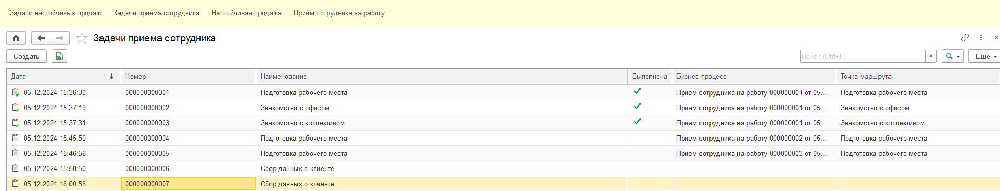 Задачи настойчивых продаж Задачи приема сотрудника Настойчивая продажа Прием сотрудника на работу
Задачи приема сотрудника
Создать Поиск (Ctrl+F) × Еще
Дата ↓ Номер Наименование Выполнена Бизнес-процесс Точка маршрута
05.12.2024 15:36:30 000000000001 Подготовка рабочего места Прием сотрудника на работу 000000001 от 05.... Подготовка рабочего места
05.12.2024 15:37:19 000000000002 Знакомство с офисом Прием сотрудника на работу 000000001 от 05.... Знакомство с офисом
05.12.2024 15:37:31 000000000003 Знакомство с коллективом Прием сотрудника на работу 000000001 от 05.... Знакомство с коллективом
05.12.2024 15:45:50 000000000004 Подготовка рабочего места Прием сотрудника на работу 000000002 от 05.... Подготовка рабочего места
05.12.2024 15:46:56 000000000005 Подготовка рабочего места Прием сотрудника на работу 000000003 от 05.... Подготовка рабочего места
05.12.2024 15:58:50 000000000006 Сбор данных о клиенте
05.12.2024 16:00:56 000000000007 Сбор данных о клиенте